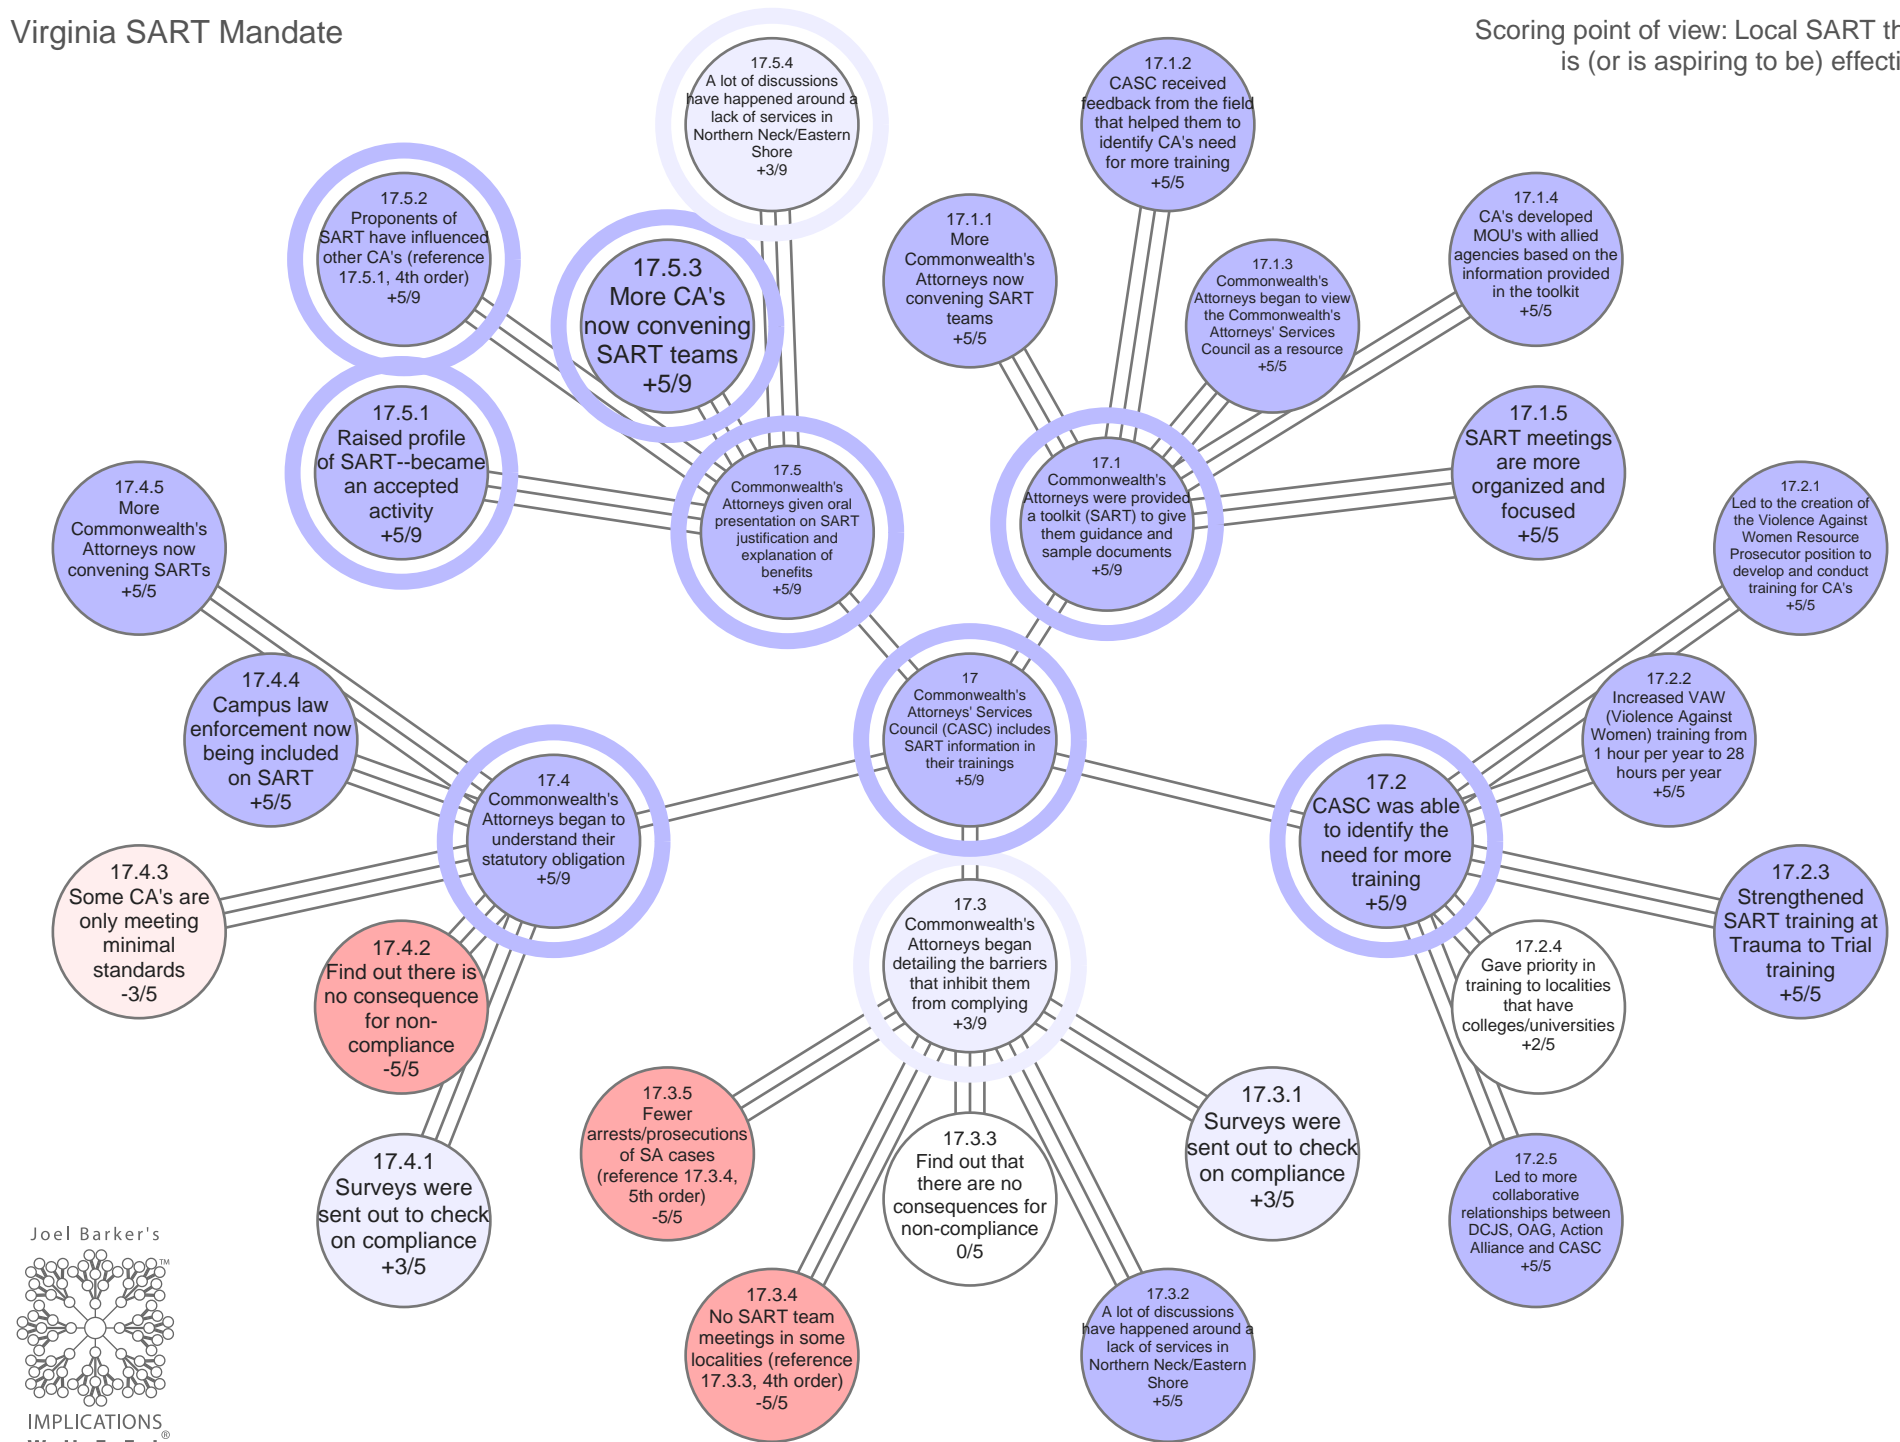 Virginia SART Mandate
Scoring point of view: Local SART th
is (or is aspiring to be) effecti
17.5.4
A lot of discussions
have happened around a
lack of services in
Northern Neck/Eastern
Shore
+3/9
17.1.2
CASC received
feedback from the field
that helped them to
identify CA's need
for more training
+5/5
17.5.2
Proponents of
SART have influenced
other CA's (reference
17.5.1, 4th order)
+5/9
17.5.3
More CA's
now convening
SART teams
+5/9
17.1.1
More
Commonwealth's
Attorneys now
convening SART
teams
+5/5
17.1.3
Commonwealth's
Attorneys began to view
the Commonwealth's
Attorneys' Services
Council as a resource
+5/5
17.1.4
CA's developed
MOU's with allied
agencies based on the
information provided
in the toolkit
+5/5
17.5.1
Raised profile
of SART--became
an accepted
activity
+5/9
17.5
Commonwealth's
Attorneys given oral
presentation on SART
justification and
explanation of
benefits
+5/9
17.1
Commonwealth's
Attorneys were provided
a toolkit (SART) to give
them guidance and
sample documents
+5/9
17.1.5
SART meetings
are more
organized and
focused
+5/5
17.4.5
More
Commonwealth's
Attorneys now
convening SARTs
+5/5
17.2.1
Led to the creation of
the Violence Against
Women Resource
Prosecutor position to
develop and conduct
training for CA's
+5/5
17.4.4
Campus law
enforcement now
being included
on SART
+5/5
17
Commonwealth's
Attorneys' Services
Council (CASC) includes
SART information in
their trainings
+5/9
17.2.2
Increased VAW
(Violence Against
Women) training from
1 hour per year to 28
hours per year
+5/5
17.4
Commonwealth's
Attorneys began to
understand their
statutory obligation
+5/9
17.2
CASC was able
to identify the
need for more
training
+5/9
17.4.3
Some CA's are
only meeting
minimal
standards
-3/5
17.4.2
Find out there is
no consequence
for non-
compliance
-5/5
17.3
Commonwealth's
Attorneys began
detailing the barriers
that inhibit them
from complying
+3/9
17.2.4
Gave priority in
training to localities
that have
colleges/universities
+2/5
17.2.3
Strengthened
SART training at
Trauma to Trial
training
+5/5
17.4.1
Surveys were
sent out to check
on compliance
+3/5
17.3.5
Fewer
arrests/prosecutions
of SA cases
(reference 17.3.4,
5th order)
-5/5
17.3.3
Find out that
there are no
consequences for
non-compliance
0/5
17.3.1
Surveys were
sent out to check
on compliance
+3/5
17.2.5
Led to more
collaborative
relationships between
DCJS, OAG, Action
Alliance and CASC
+5/5
17.3.4
No SART team
meetings in some
localities (reference
17.3.3, 4th order)
-5/5
17.3.2
A lot of discussions
have happened around a
lack of services in
Northern Neck/Eastern
Shore
+5/5
Joel Barker's
TM
IMPLICATIONS
®